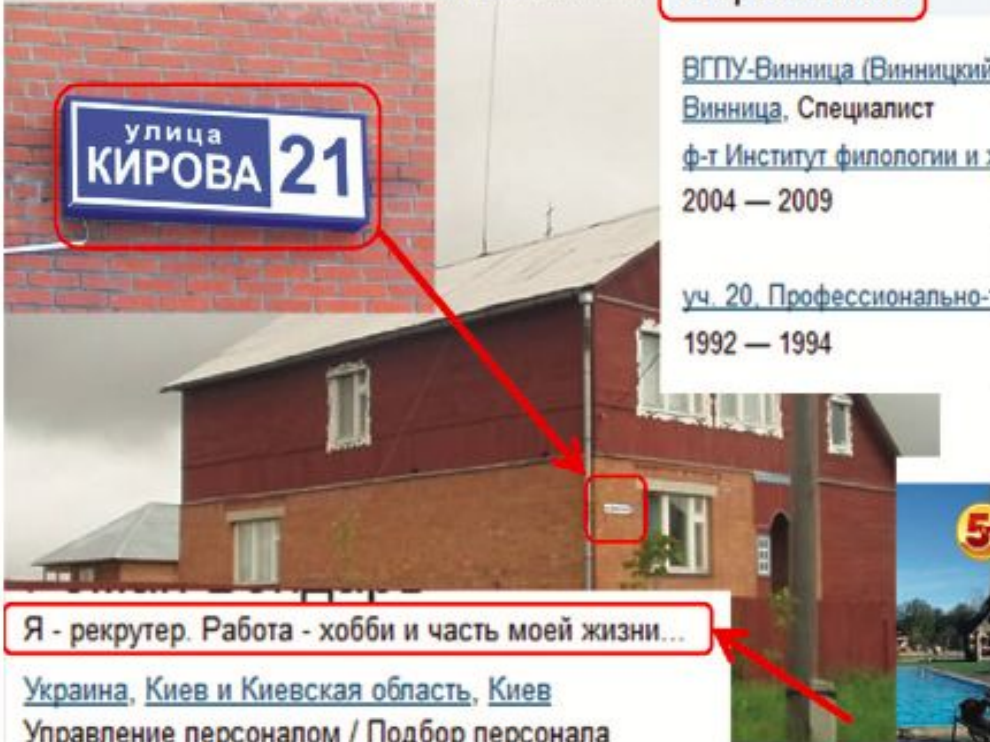 улица
КИРОВА 21
ВГПУ-Винница (Винницкий
Винница, Специалист
ф-т Институт филологии и
2004 — 2009
уч. 20, Профессионально-
1992 — 1994
Я - рекрутер. Работа - хобби и часть моей жизни...
Украина, Киев и Киевская область, Киев
Управление персоналом / Подбор персонала
5